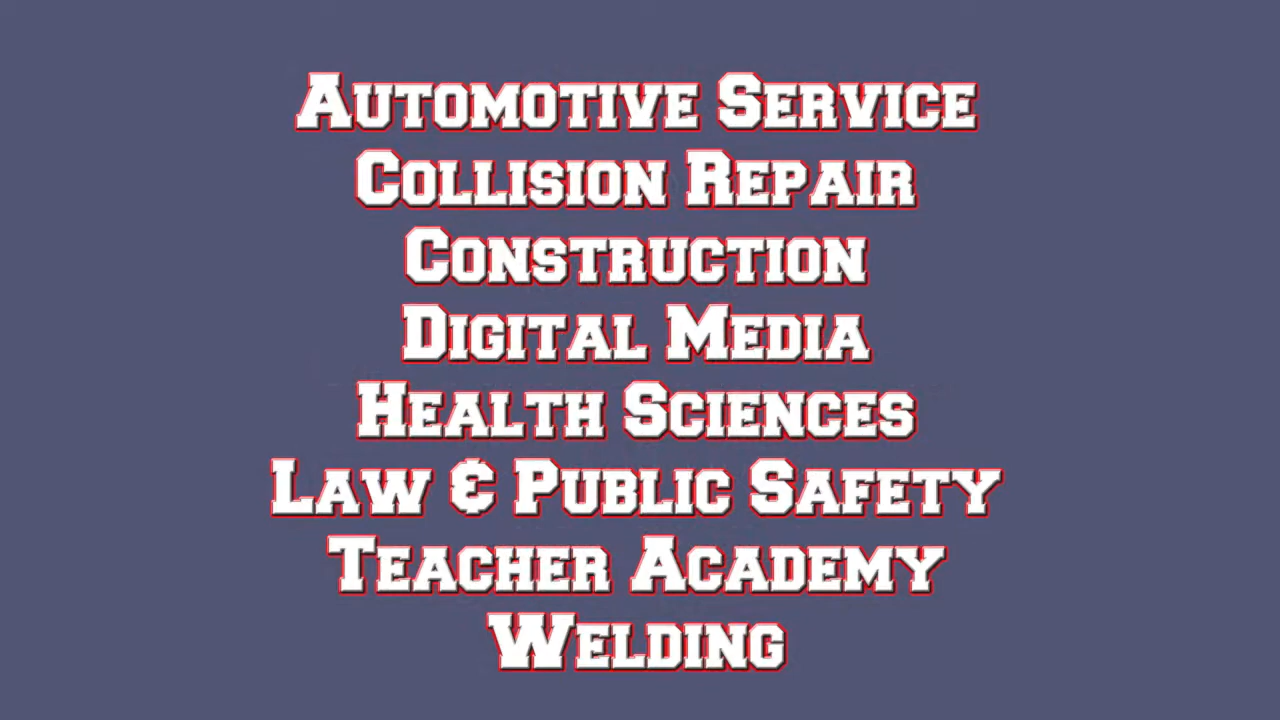 Automotive Service
Collision Repair
Construction
Digital Media
Health Sciences
Law & Public Safety
Teacher Academy
Welding